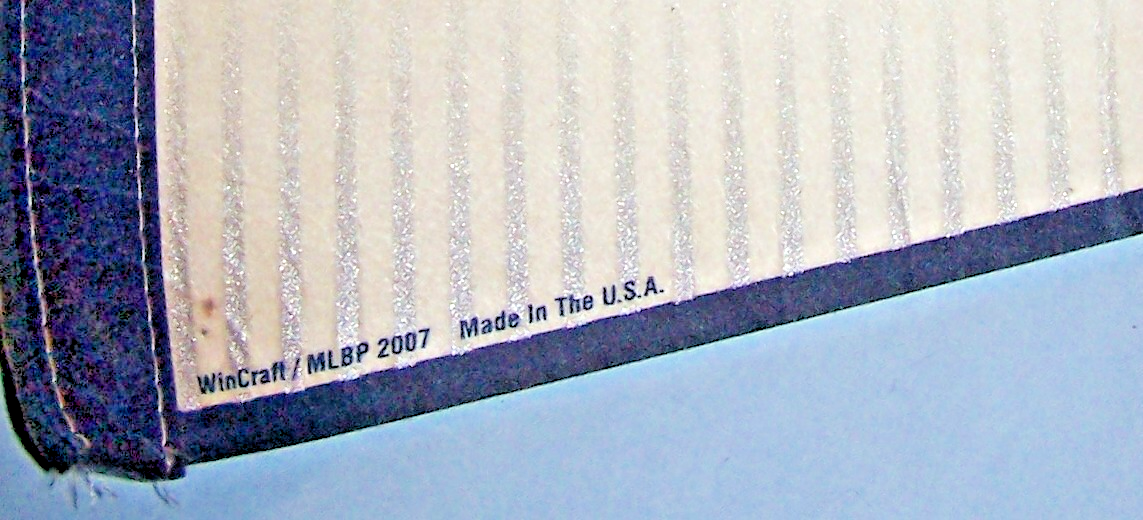 WinCraft / MLBP 2007 Made In The U.S.A.